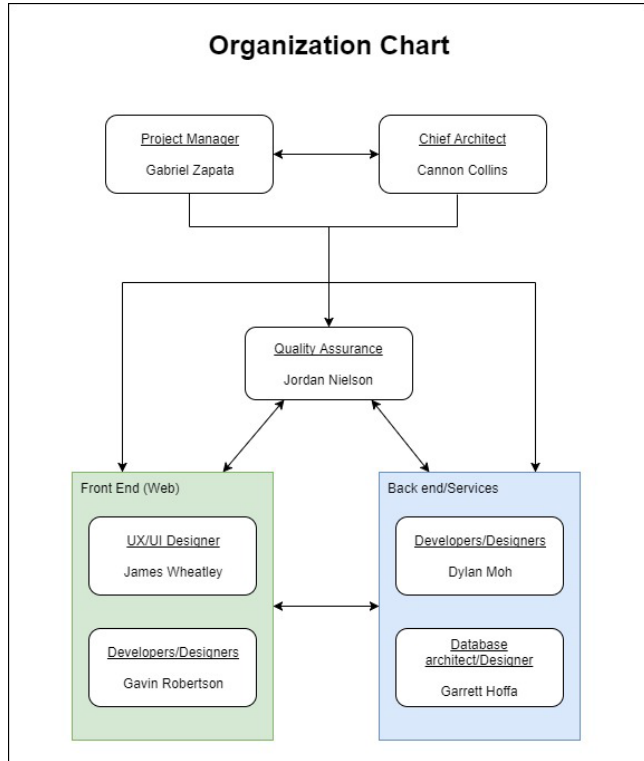 Organization Chart
Project Manager
Gabriel Zapata
Chief Architect
Cannon Collins
Quality Assurance
Jordan Nielson
Front End (Web)
UX/UI Designer
James Wheatley
Developers/Designers
Gavin Robertson
Back end/Services
Developers/Designers
Dylan Moh
Database
architect/Designer
Garrett Hoffa